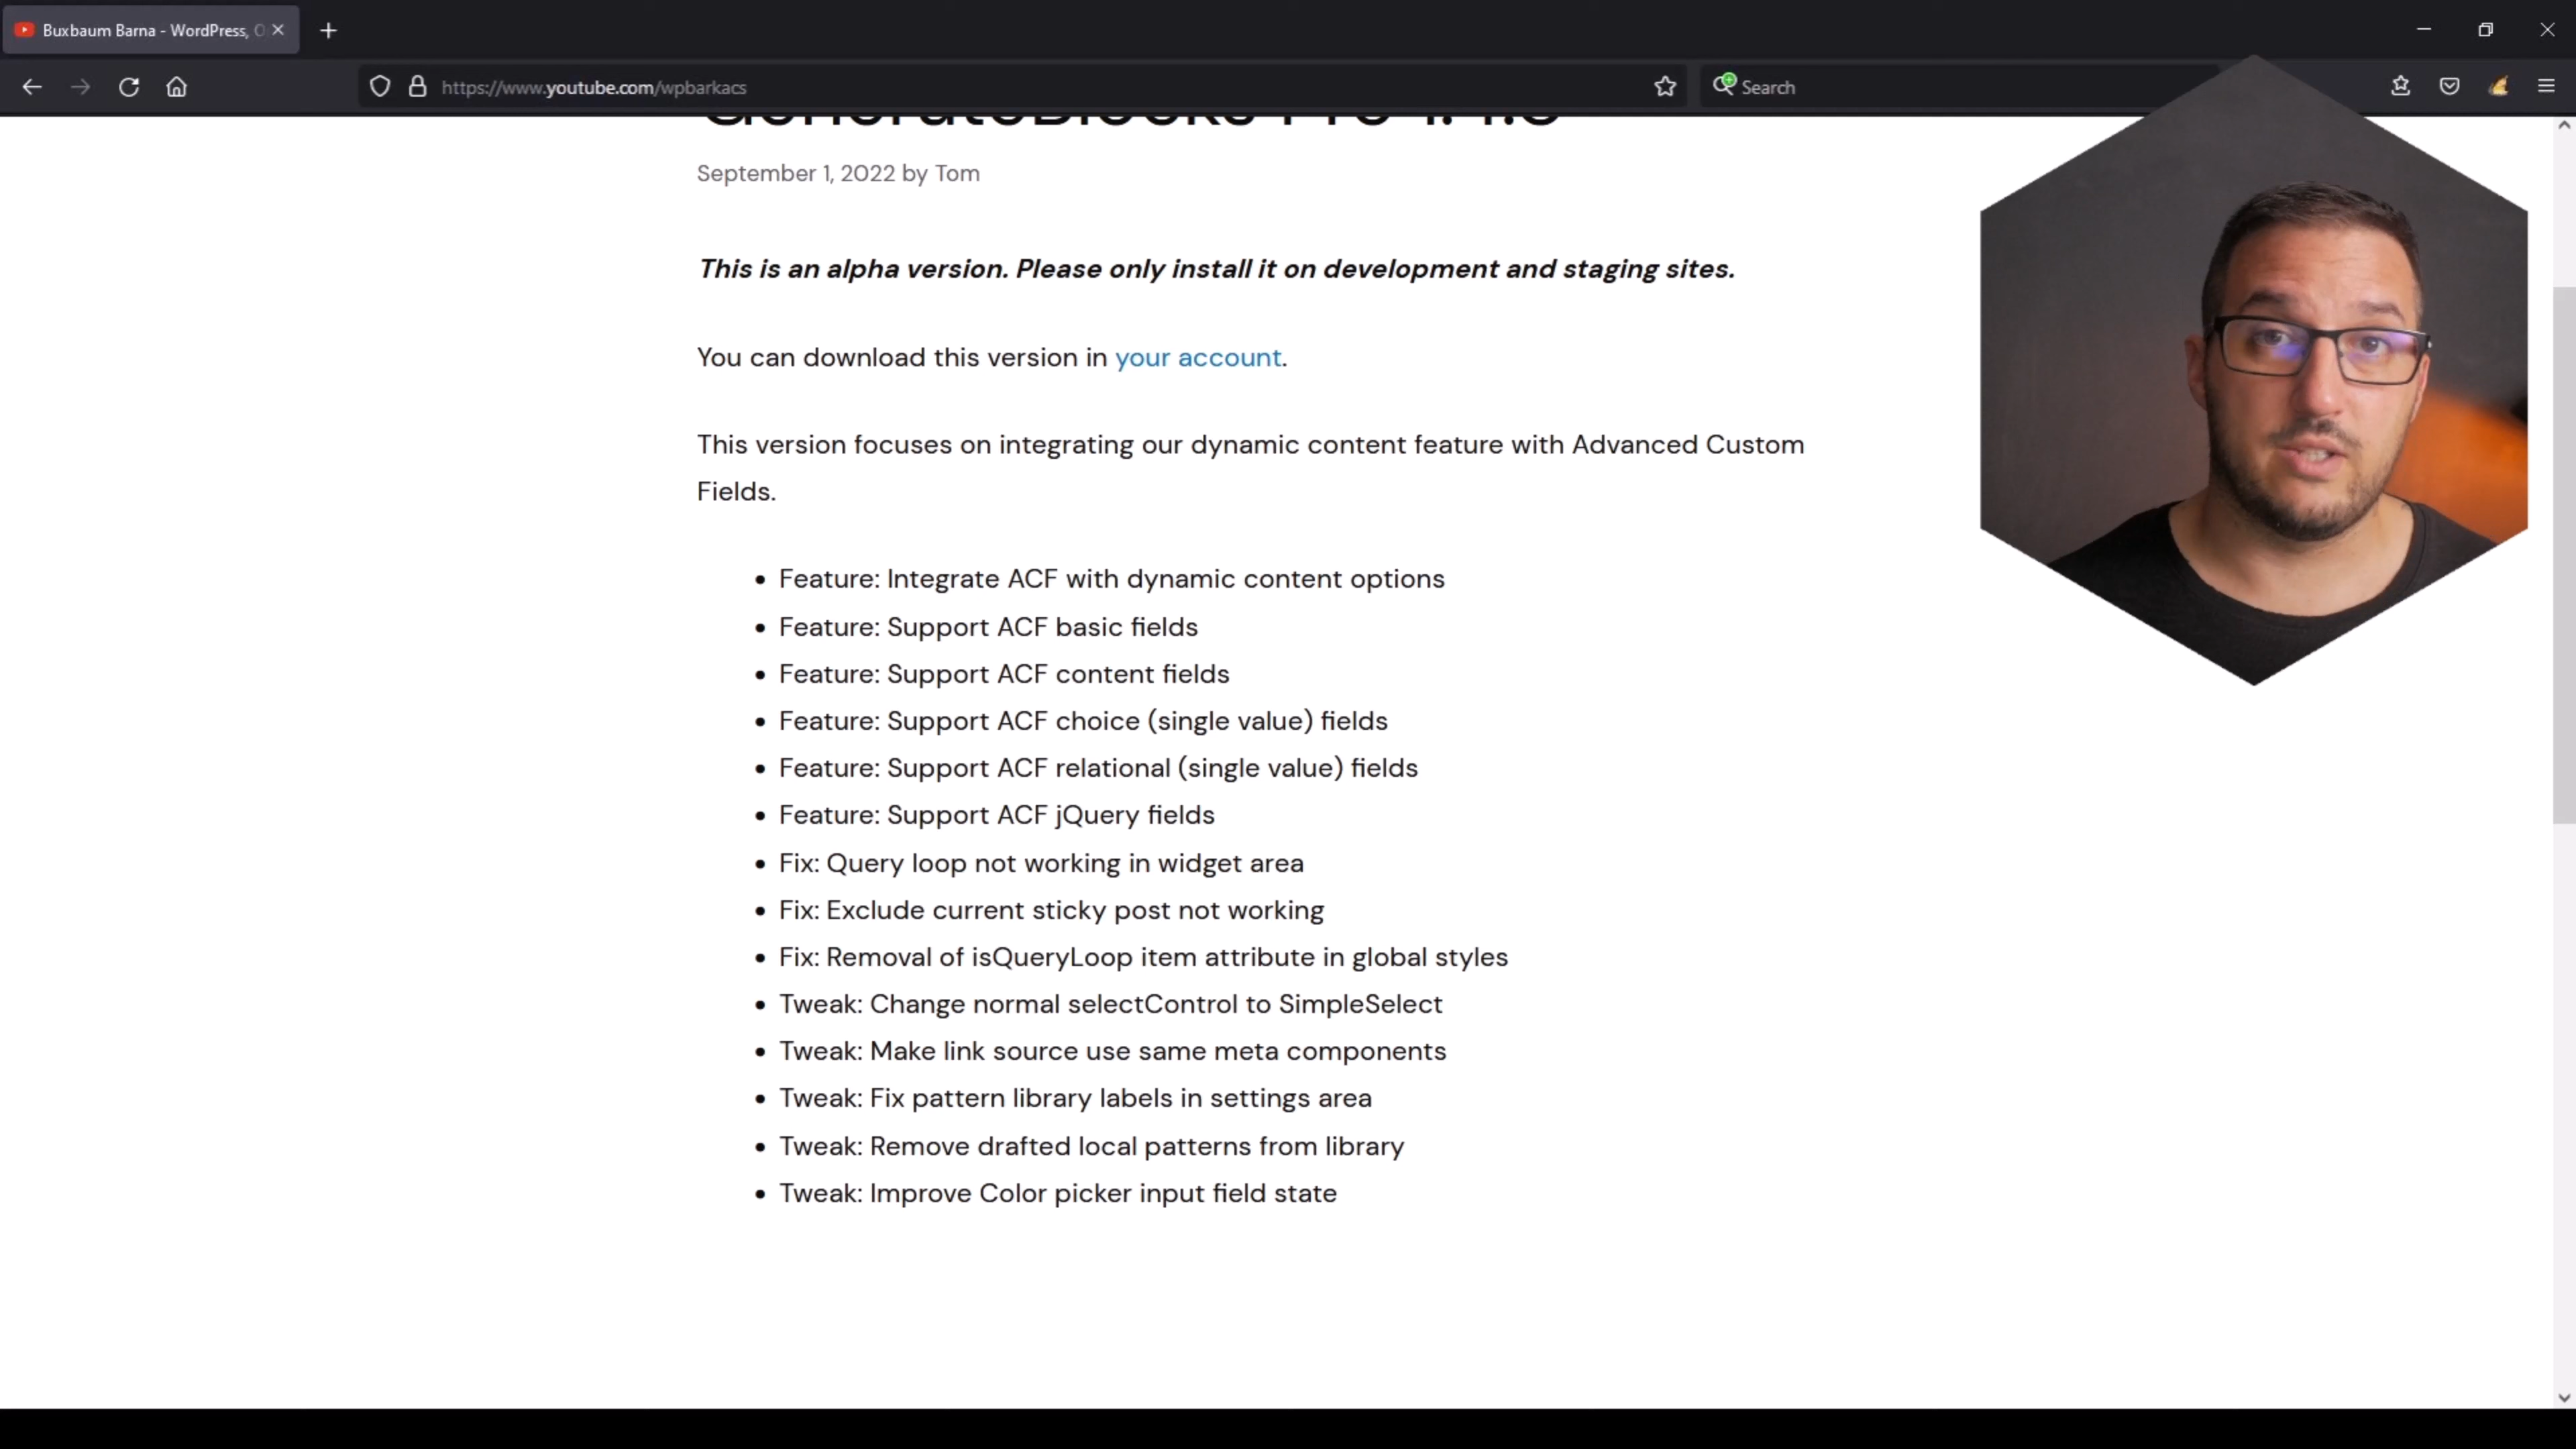 Buxbaum Barna - WordPress, O
https://www.youtube.com/wpbarkacs
Search
GenerateBlocks Pro
September 1, 2022 by Tom
This is an alpha version. Please only install it on development and staging sites.
You can download this version in your account.
This version focuses on integrating our dynamic content feature with Advanced Custom
Fields.
• Feature: Integrate ACF with dynamic content options
• Feature: Support ACF basic fields
• Feature: Support ACF content fields
• Feature: Support ACF choice (single value) fields
• Feature: Support ACF relational (single value) fields
• Feature: Support ACF jQuery fields
• Fix: Query loop not working in widget area
• Fix: Exclude current sticky post not working
• Fix: Removal of isQueryLoop item attribute in global styles
• Tweak: Change normal selectControl to SimpleSelect
• Tweak: Make link source use same meta components
• Tweak: Fix pattern library labels in settings area
• Tweak: Remove drafted local patterns from library
• Tweak: Improve Color picker input field state